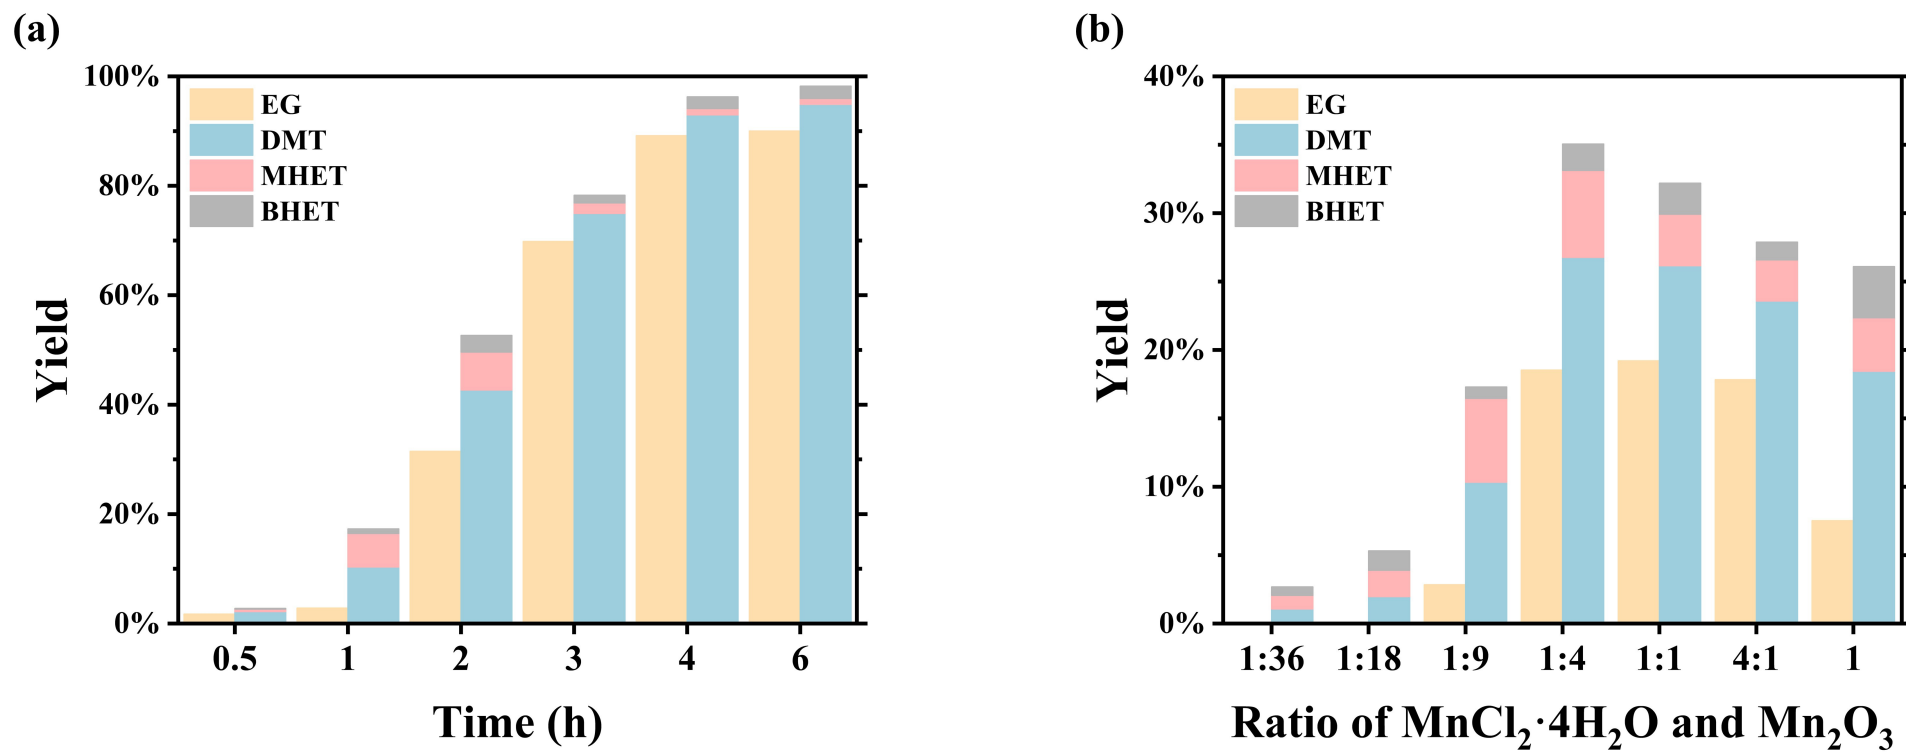 (a)
100%
80%
60%
40%
20%
0%
Yield
EG
DMT
MHET
BHET
0.5 1 2 3 4 6
Time (h)
(b)
40%
30%
20%
10%
0%
Yield
EG
DMT
MHET
BHET
1:36 1:18 1:9 1:4 1:1 4:1 1
Ratio of MnCl₂·4H₂O and Mn₂O₃